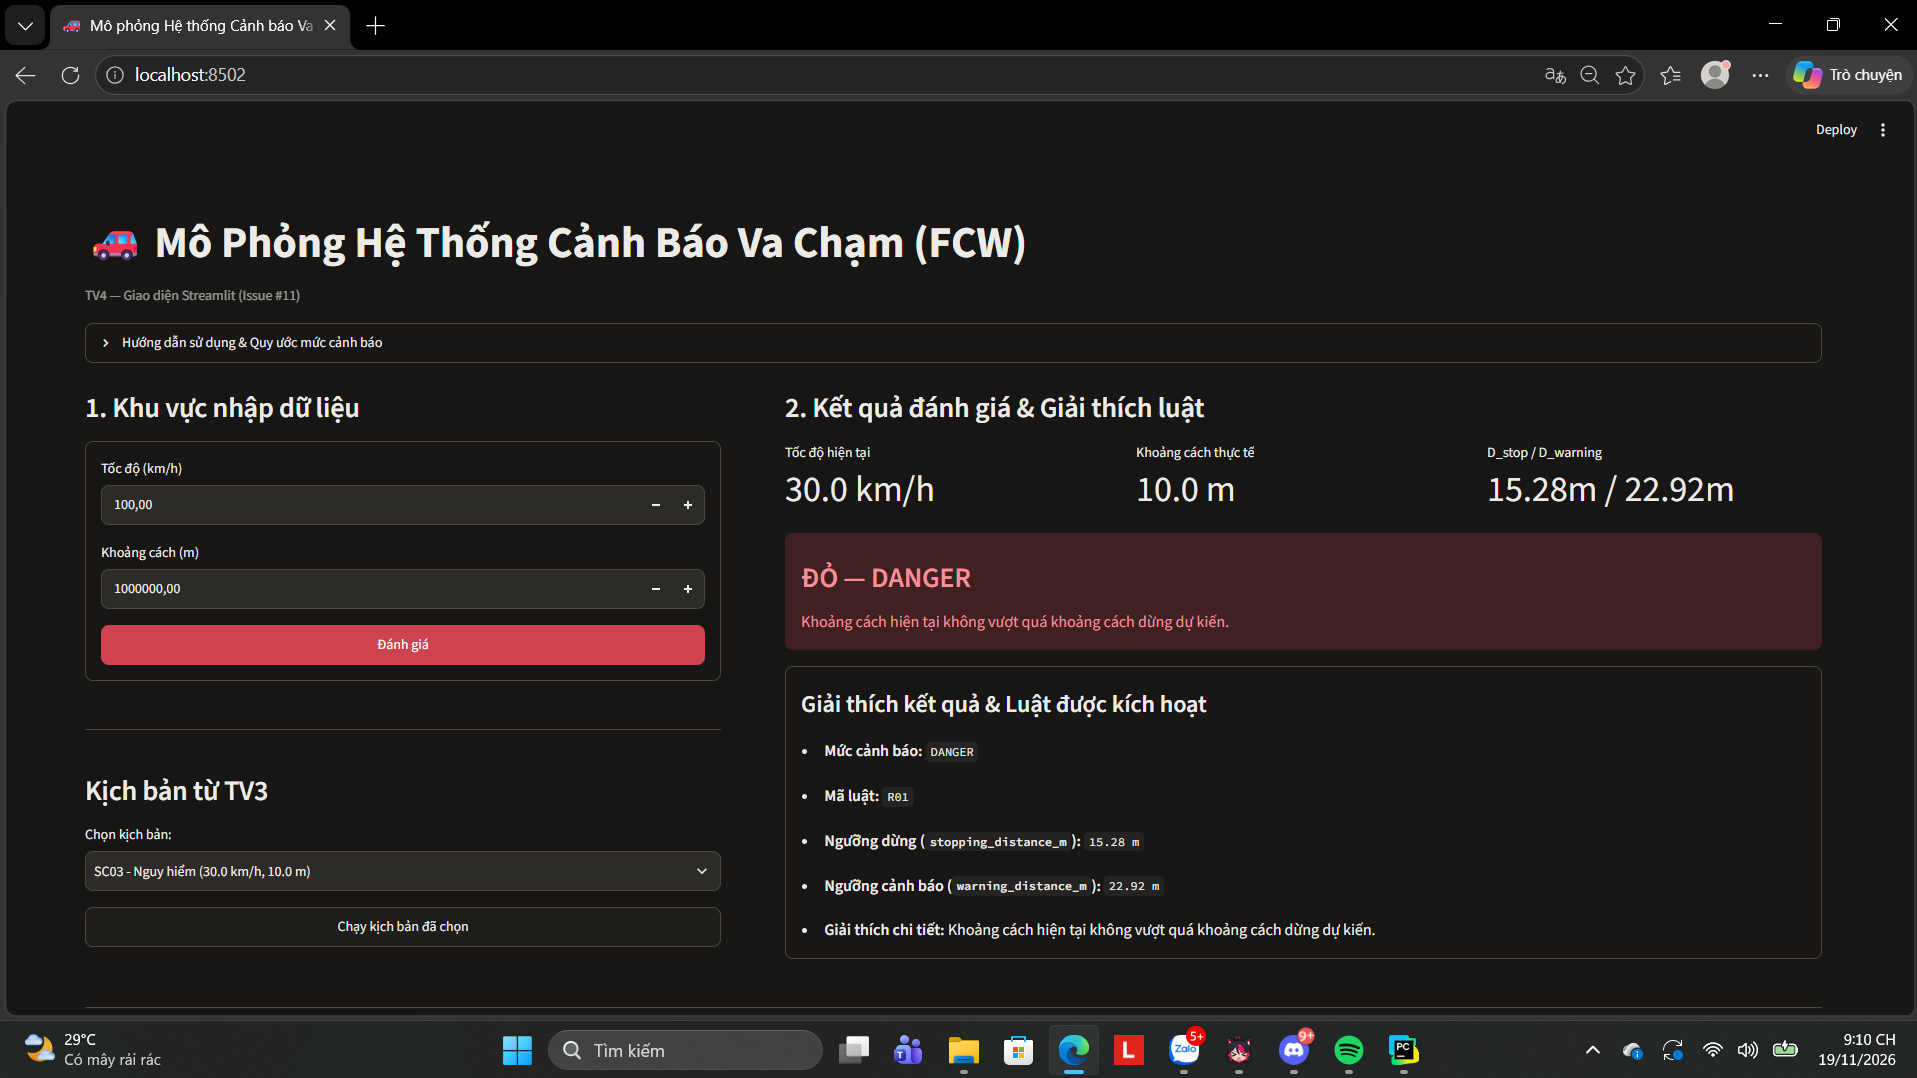 Mô phỏng Hệ thống Cảnh báo Va
localhost:8502
Trò chuyện
Deploy
Mô Phỏng Hệ Thống Cảnh Báo Va Chạm (FCW)
TV4 — Giao diện Streamlit (Issue #11)
Hướng dẫn sử dụng & Quy ước mức cảnh báo
1. Khu vực nhập dữ liệu
Tốc độ (km/h)
100,00
Khoảng cách (m)
1000000,00
Đánh giá
Kịch bản từ TV3
Chọn kịch bản:
SC03 - Nguy hiểm (30.0 km/h, 10.0 m)
Chạy kịch bản đã chọn
2. Kết quả đánh giá & Giải thích luật
Tốc độ hiện tại
30.0 km/h
Khoảng cách thực tế
10.0 m
D_stop / D_warning
15.28m / 22.92m
ĐỎ — DANGER
Khoảng cách hiện tại không vượt quá khoảng cách dừng dự kiến.
Giải thích kết quả & Luật được kích hoạt
Mức cảnh báo: DANGER
Mã luật: R01
Ngưỡng dừng ( stopping_distance_m ): 15.28 m
Ngưỡng cảnh báo ( warning_distance_m ): 22.92 m
Giải thích chi tiết: Khoảng cách hiện tại không vượt quá khoảng cách dừng dự kiến.
29°C
Có mây rải rác
Tìm kiếm
L
Zalo
5+
9+
PC
9:10 CH
19/11/2026